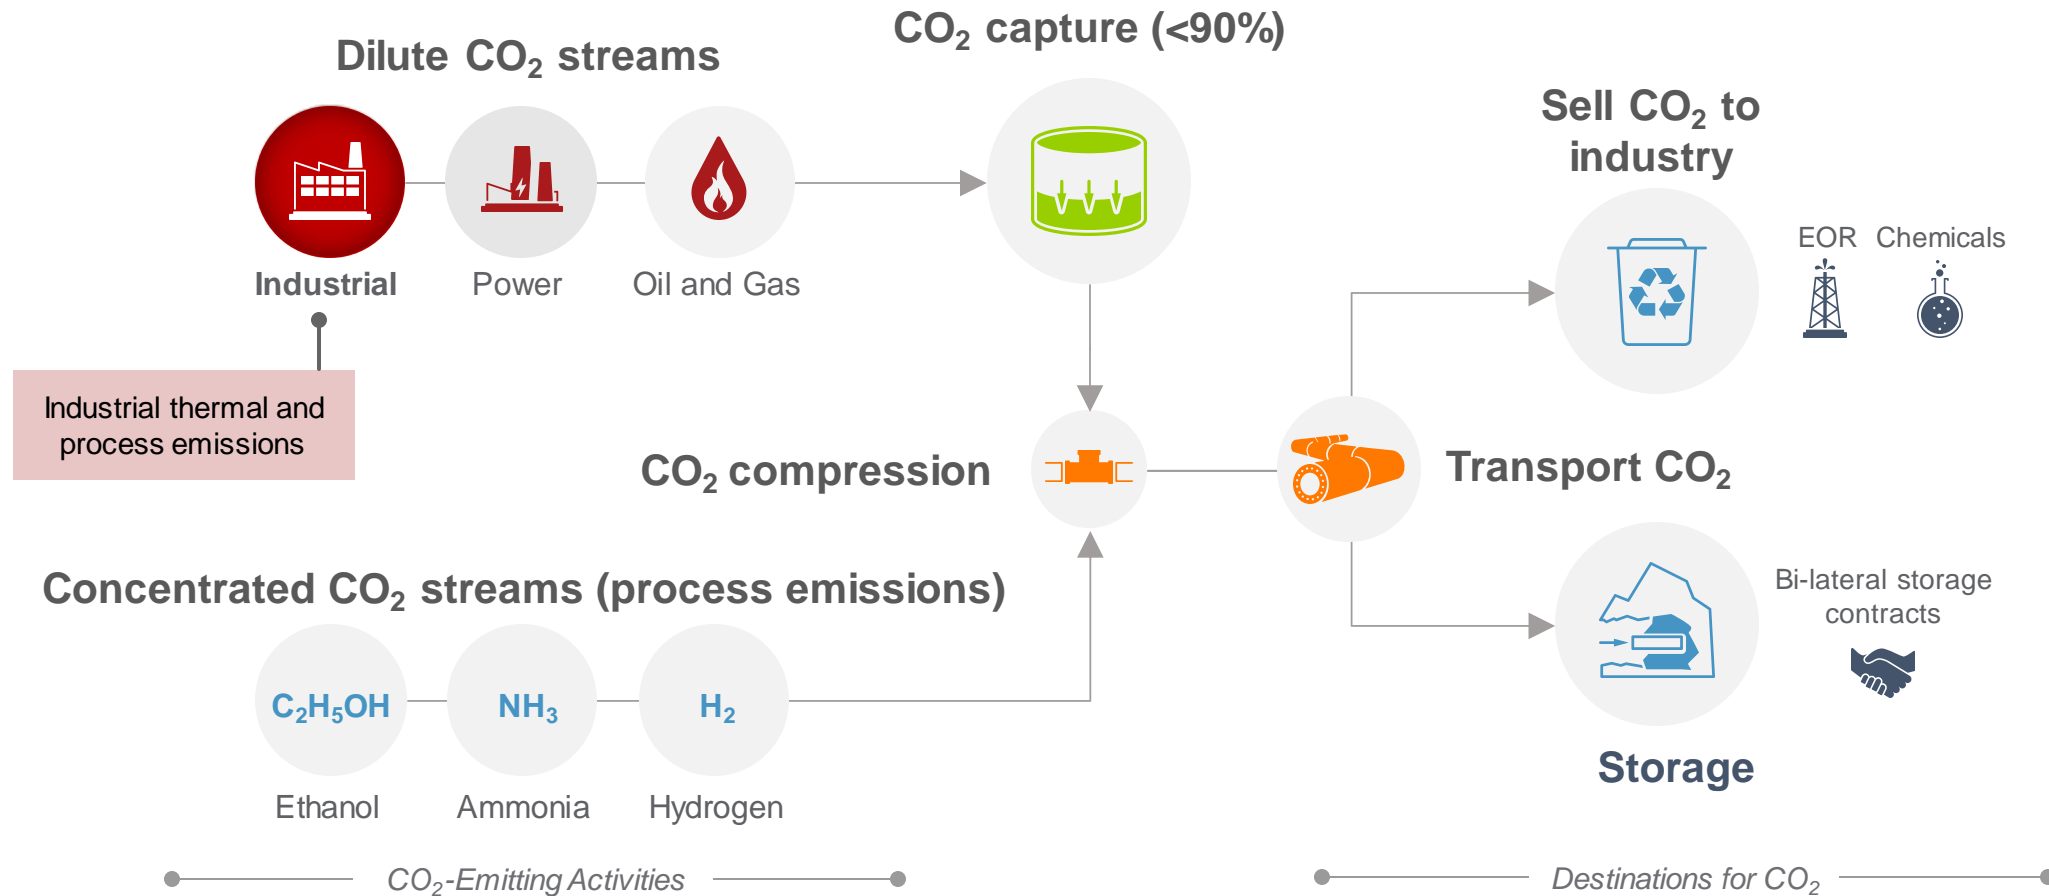 CO₂ capture (<90%)
Dilute CO₂ streams
Industrial
Power
Oil and Gas
Industrial thermal and
process emissions
Sell CO₂ to
industry
EOR
Chemicals
CO₂ compression
Transport CO₂
Concentrated CO₂ streams (process emissions)
C₂H₅OH
NH₃
H₂
Ethanol
Ammonia
Hydrogen
Bi-lateral storage
contracts
Storage
CO₂-Emitting Activities
Destinations for CO₂